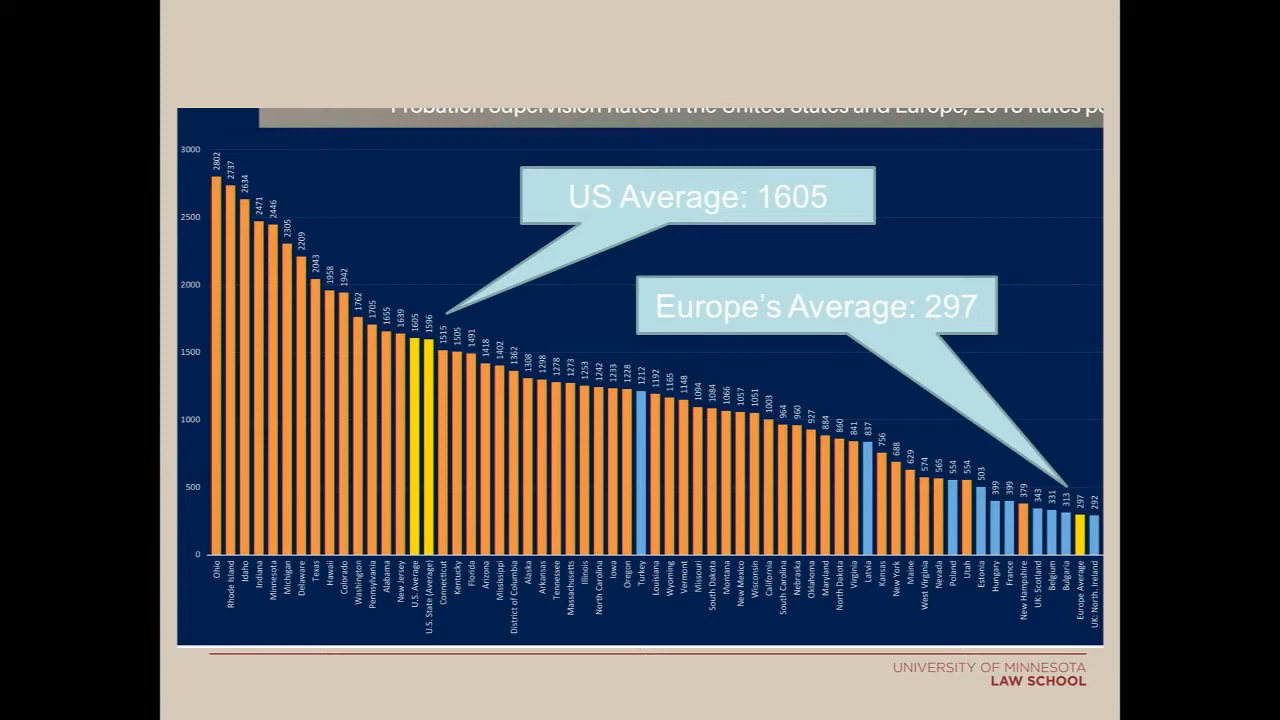 Probation Supervision Rates in the United States and Europe, 2013 Rates
US Average: 1605
Europe's Average: 297
3000
2500
2000
1500
1000
500
0
2802
2737
2634
2471
2446
2305
2209
2043
1958
1942
1762
1705
1655
1639
1605
1596
1515
1505
1491
1418
1402
1362
1308
1298
1278
1273
1253
1242
1233
1228
1212
1192
1165
1148
1094
1084
1066
1057
1051
1003
964
960
927
884
860
841
837
756
688
629
574
565
554
554
503
399
399
379
343
331
313
297
292
Ohio
Rhode Island
Idaho
Indiana
Minnesota
Michigan
Delaware
Texas
Hawaii
Colorado
Washington
Pennsylvania
Alabama
New Jersey
U.S. Average
U.S. State (Average)
Connecticut
Kentucky
Florida
Arizona
Mississippi
District of Columbia
Alaska
Arkansas
Tennessee
Massachusetts
Illinois
North Carolina
Iowa
Oregon
Turkey
Louisiana
Wyoming
Vermont
Missouri
South Dakota
Montana
New Mexico
Wisconsin
California
South Carolina
Nebraska
Oklahoma
Maryland
North Dakota
Virginia
Latvia
Kansas
New York
Maine
West Virginia
Nevada
Poland
Utah
Estonia
Hungary
France
New Hampshire
UK: Scotland
Belgium
Bulgaria
Europe Average
UK: North. Ireland
UNIVERSITY OF MINNESOTA
LAW SCHOOL